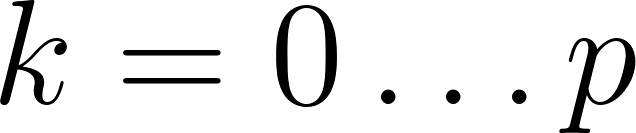 k = 0 . . . p